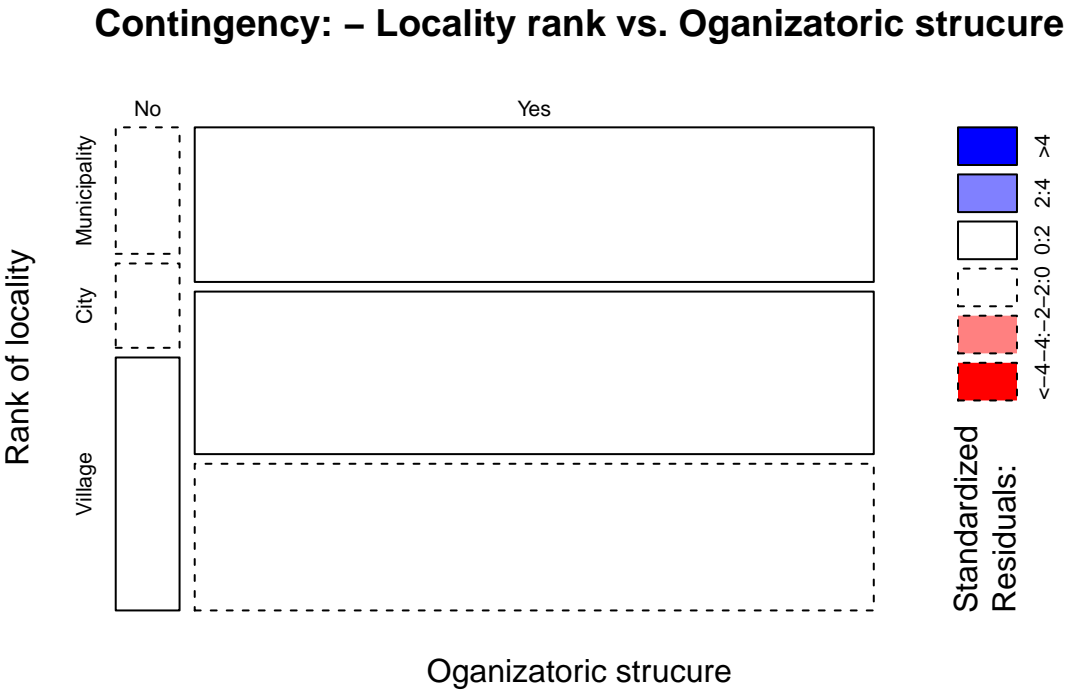 Contingency: – Locality rank vs. Oganizatoric strucure
No
Yes
Municipality
City
Village
Rank of locality
Oganizatoric strucure
>4
2:4
0:2
–2:0
–4:–2
<–4
Standardized
Residuals: